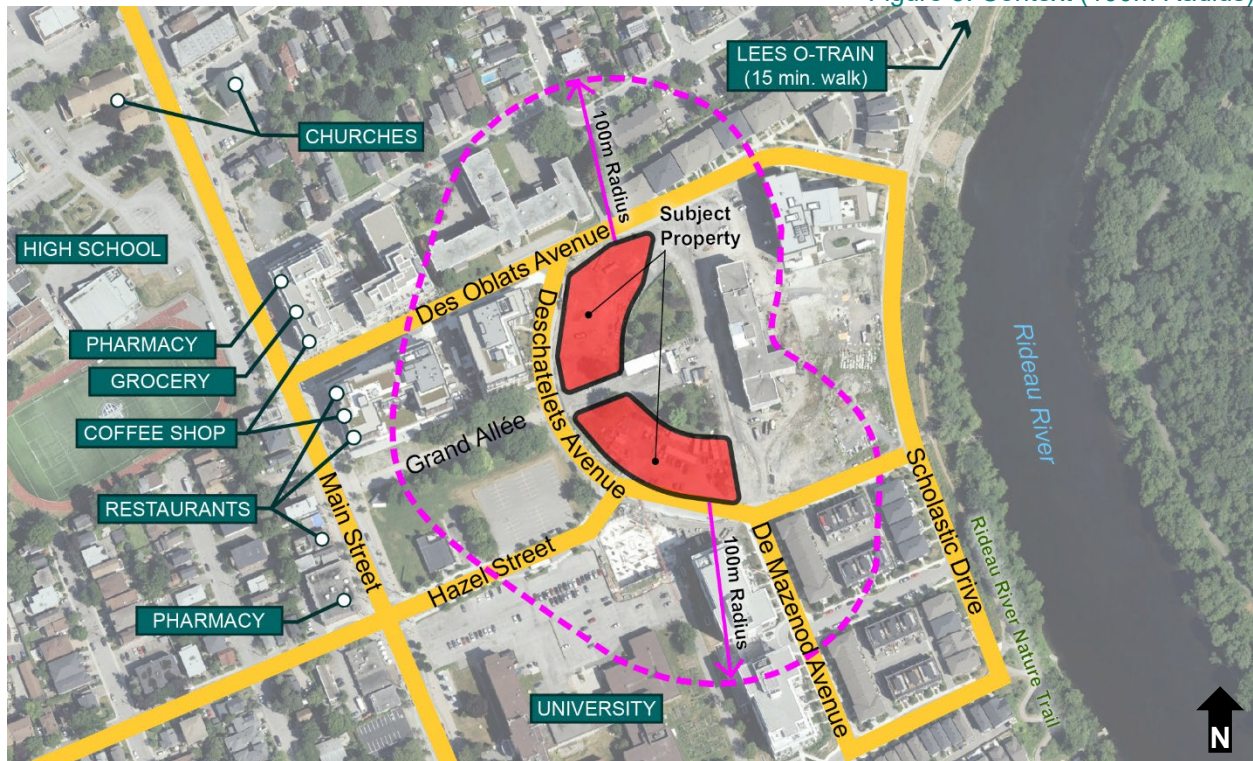 LEES O-TRAIN
(15 min. walk)
CHURCHES
100m Radius
Subject
Property
HIGH SCHOOL
Des Oblats Avenue
PHARMACY
GROCERY
COFFEE SHOP
Deschatelets Avenue
Rideau River
Grand Allée
RESTAURANTS
Main Street
Scholastic Drive
Hazel Street
100m Radius
De Mazenod Avenue
Rideau River Nature Trail
PHARMACY
UNIVERSITY
N